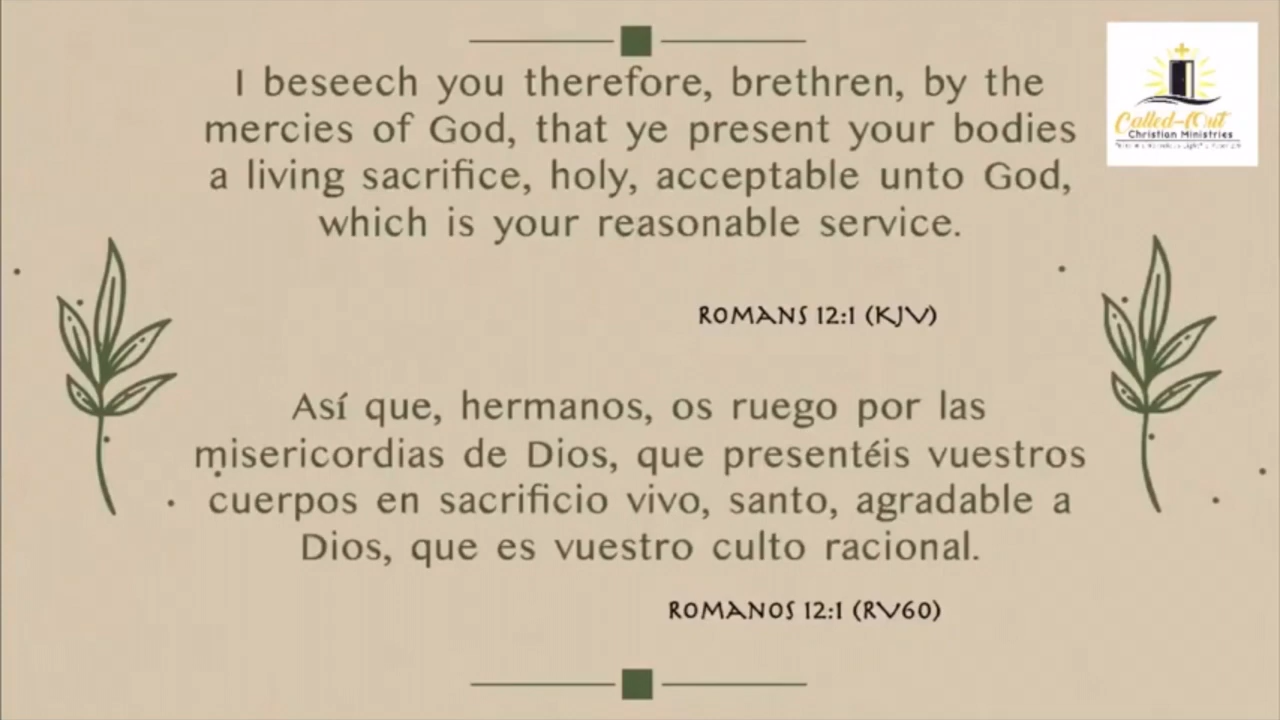 I beseech you therefore, brethren, by the
mercies of God, that ye present your bodies
a living sacrifice, holy, acceptable unto God,
which is your reasonable service.
ROMANS 12:1 (KJV)
Así que, hermanos, os ruego por las
misericordias de Dios, que presentéis vuestros
cuerpos en sacrificio vivo, santo, agradable a
Dios, que es vuestro culto racional.
ROMANOS 12:1 (RV60)
Called-Out
Christian Ministries